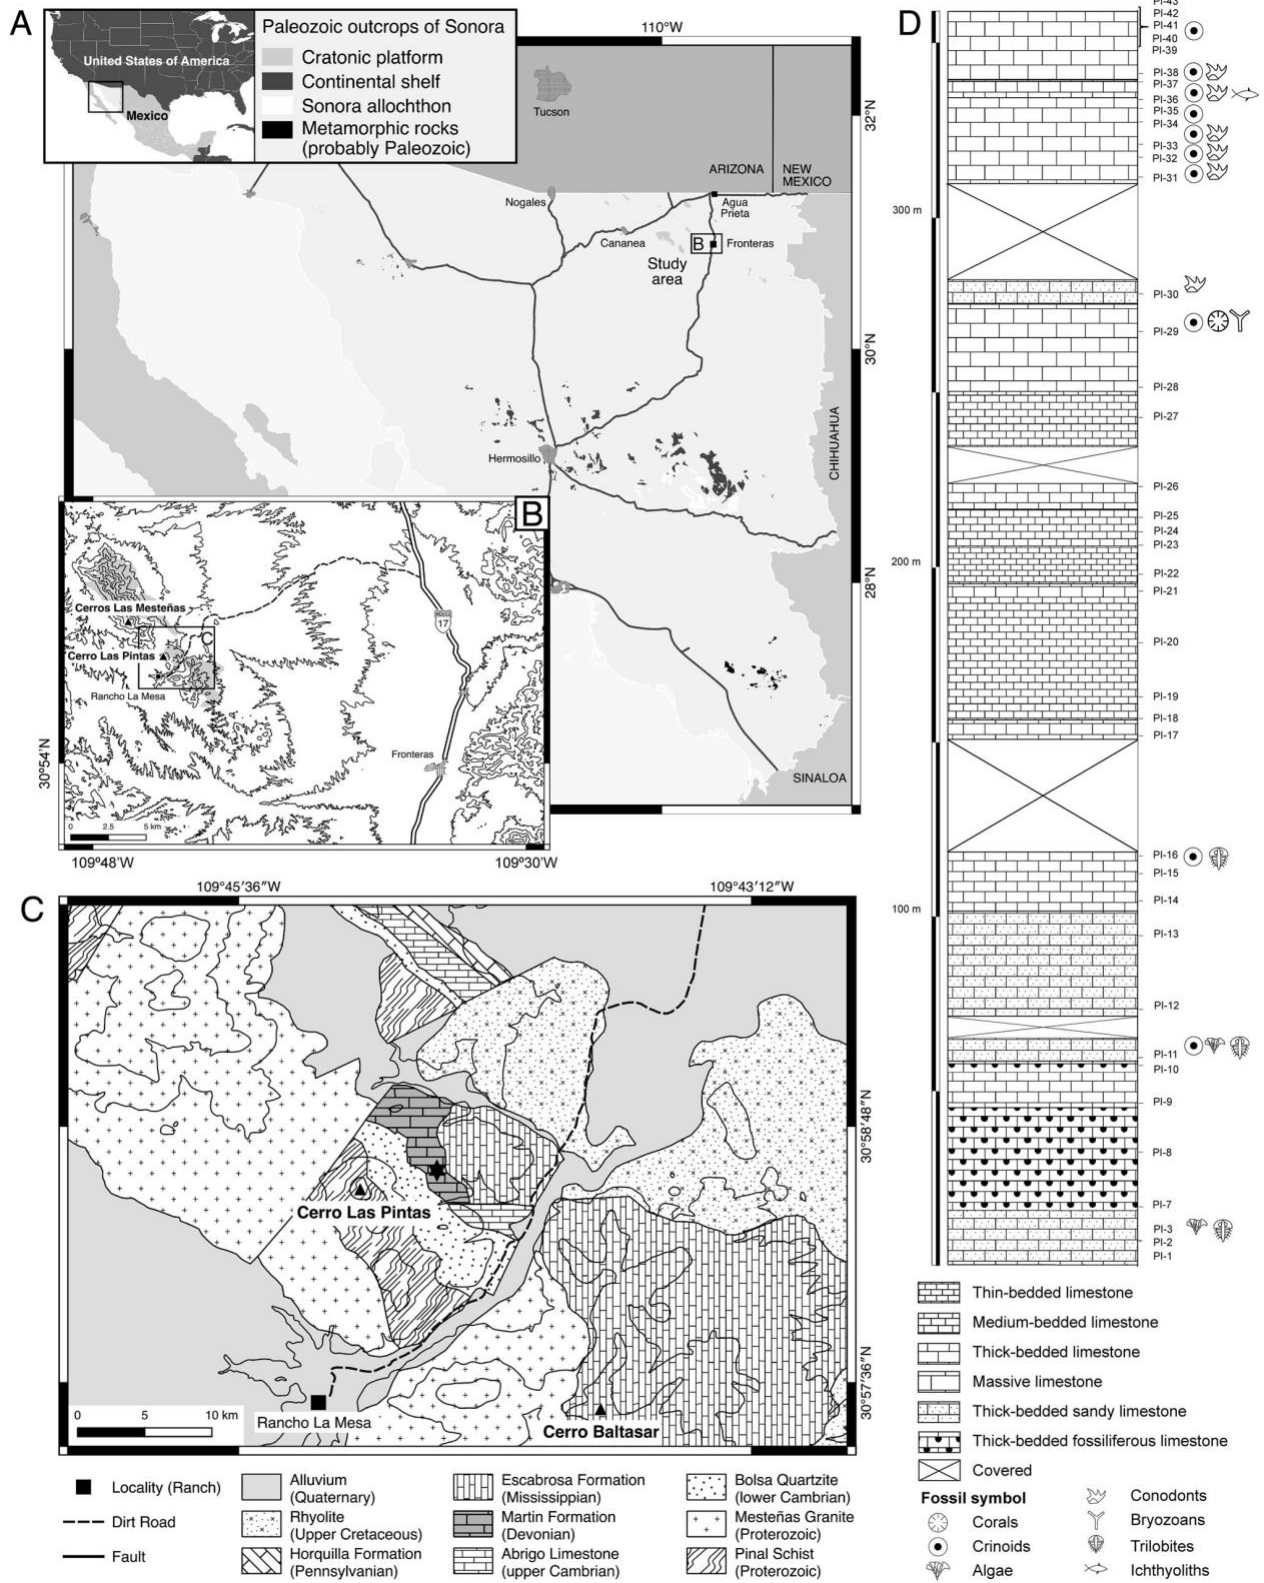 A
United States of America
Mexico
Paleozoic outcrops of Sonora
Cratonic platform
Continental shelf
Sonora allochthon
Metamorphic rocks
(probably Paleozoic)
110°W
Tucson
32°N
ARIZONA
NEW
MEXICO
Nogales
Agua
Prieta
Cananea
B
Fronteras
Study
area
30°N
CHIHUAHUA
Hermosillo
28°N
SINALOA
B
Cerros Las Mesteñas
17
C
Cerro Las Pintas
Rancho La Mesa
Fronteras
30°54'N
0 2.5 5 km
109°48'W
109°30'W
C
109°45'36"W
109°43'12"W
30°58'48"N
Cerro Las Pintas
30°57'36"N
0 5 10 km
Rancho La Mesa
Cerro Baltasar
Locality (Ranch)
Dirt Road
Fault
Alluvium
(Quaternary)
Rhyolite
(Upper Cretaceous)
Horquilla Formation
(Pennsylvanian)
Escabrosa Formation
(Mississippian)
Martin Formation
(Devonian)
Abrigo Limestone
(upper Cambrian)
Bolsa Quartzite
(lower Cambrian)
Mesteñas Granite
(Proterozoic)
Pinal Schist
(Proterozoic)
D
PI-43
PI-42
PI-41
PI-40
PI-39
PI-38
PI-37
PI-36
PI-35
PI-34
PI-33
PI-32
PI-31
300 m
PI-30
PI-29
PI-28
PI-27
PI-26
PI-25
PI-24
PI-23
200 m
PI-22
PI-21
PI-20
PI-19
PI-18
PI-17
PI-16
PI-15
PI-14
100 m
PI-13
PI-12
PI-11
PI-10
PI-9
PI-8
PI-7
PI-3
PI-2
PI-1
Thin-bedded limestone
Medium-bedded limestone
Thick-bedded limestone
Massive limestone
Thick-bedded sandy limestone
Thick-bedded fossiliferous limestone
Covered
Fossil symbol
Corals
Crinoids
Algae
Conodonts
Bryozoans
Trilobites
Ichthyoliths